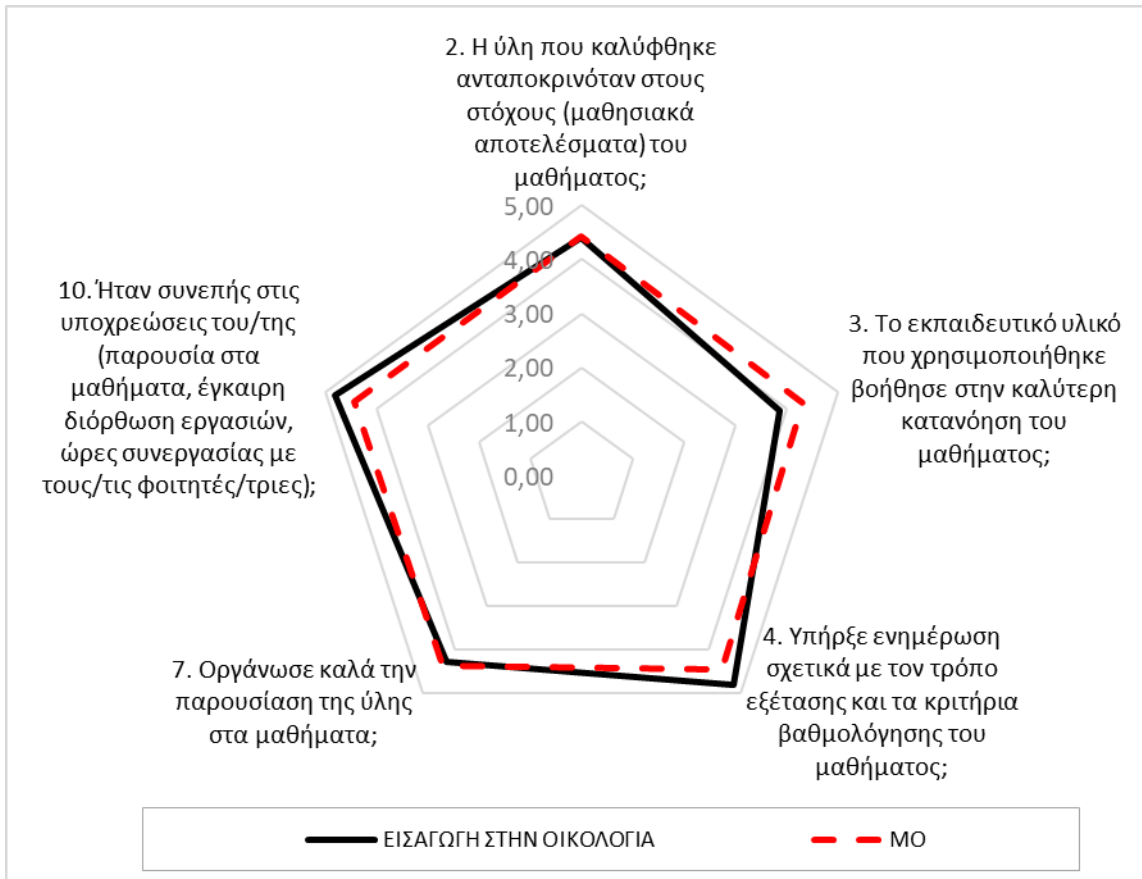 2. Η ύλη που καλύφθηκε
ανταποκρινόταν στους
στόχους (μαθησιακά
αποτελέσματα) του
μαθήματος;
5,00
4,00
3,00
2,00
1,00
0,00
10. Ήταν συνεπής στις
υποχρεώσεις του/της
(παρουσία στα
μαθήματα, έγκαιρη
διόρθωση εργασιών,
ώρες συνεργασίας με
τους/τις φοιτητές/τριες);
3. Το εκπαιδευτικό υλικό
που χρησιμοποιήθηκε
βοήθησε στην καλύτερη
κατανόηση του
μαθήματος;
7. Οργάνωσε καλά την
παρουσίαση της ύλης
στα μαθήματα;
4. Υπήρξε ενημέρωση
σχετικά με τον τρόπο
εξέτασης και τα κριτήρια
βαθμολόγησης του
μαθήματος;
ΕΙΣΑΓΩΓΗ ΣΤΗΝ ΟΙΚΟΛΟΓΙΑ
ΜΟ